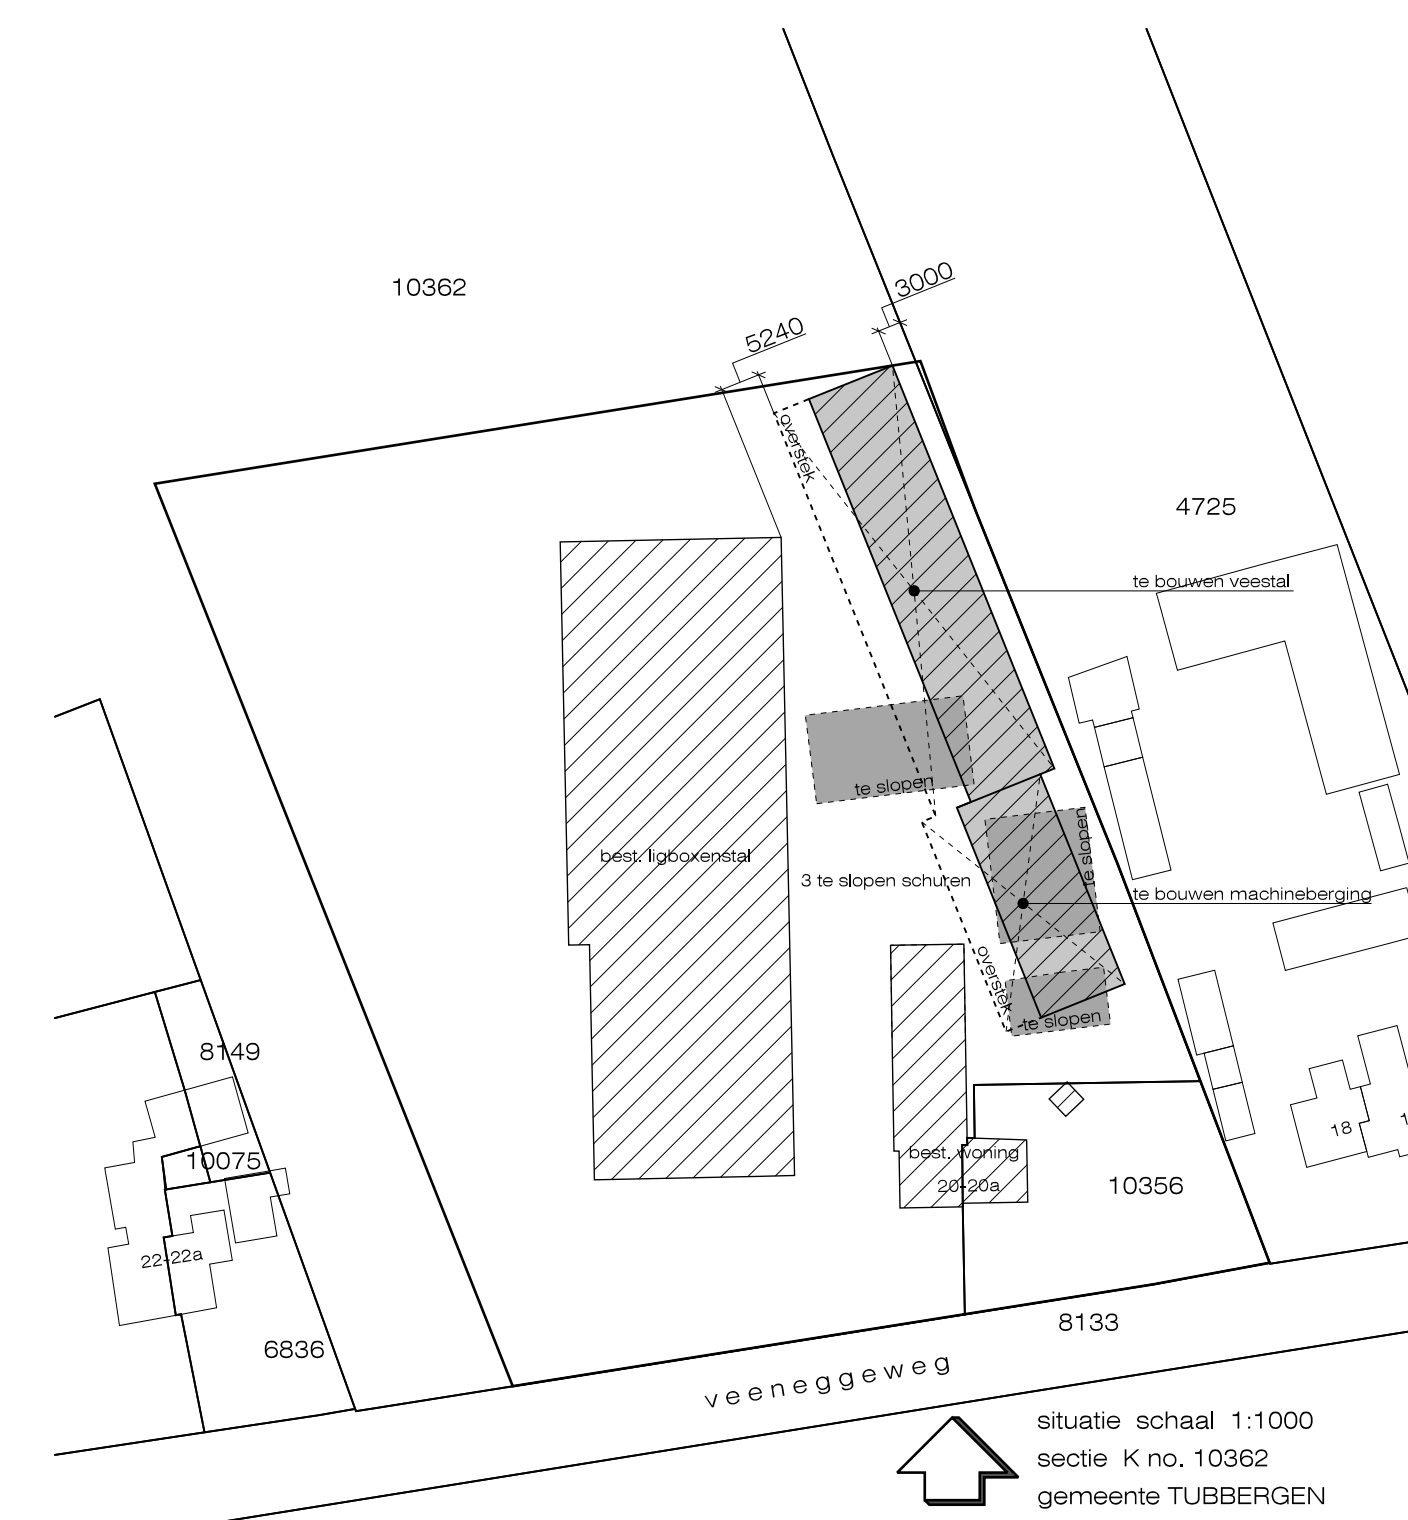 3000
10362
5240
overstek
4725
te bouwen veestal
te slopen
te slopen
best. ligboxenstal
3 te slopen schuren
te bouwen machineberging
overstek
te slopen
8149
18
best. woning
20-20a
10075
10356
22-22a
8133
6836
veeneggeweg
situatie schaal 1:1000
sectie K no. 10362
gemeente TUBBERGEN